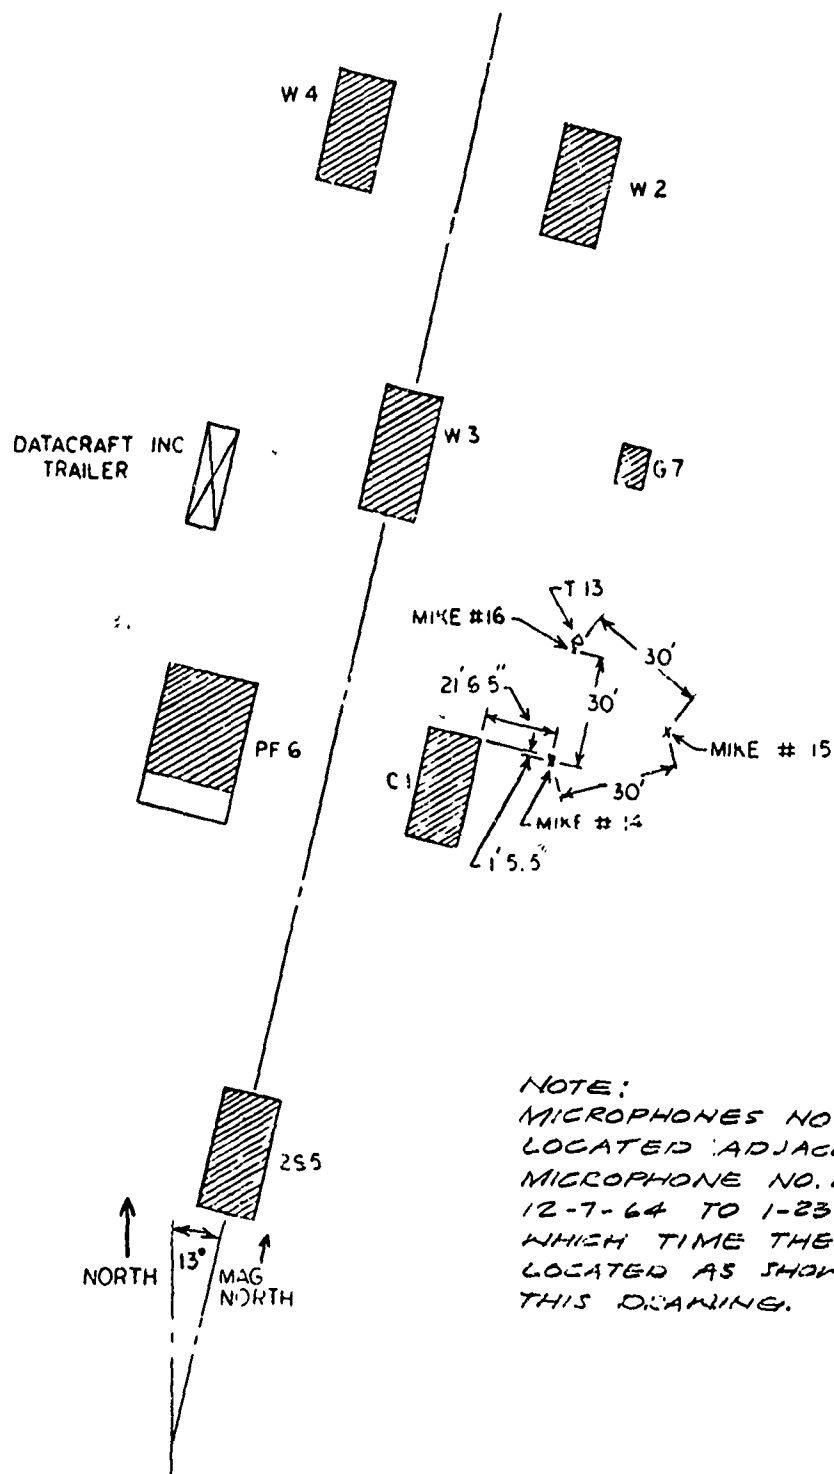 W 4
W 2
W 3
DATACRAFT INC
TRAILER
G 7
T 13
MIKE #16
30'
21' 6 5"
30'
MIKE # 15
PF 6
C 1
30'
MIKE # 14
1' 5.5"
NOTE:
MICROPHONES NO
LOCATED ADJAC
MICROPHONE NO.
12-7-64 TO 1-23
WHICH TIME THE
LOCATED AS SHOW
THIS DRAWING.
2S5
13°
NORTH
MAG
NORTH